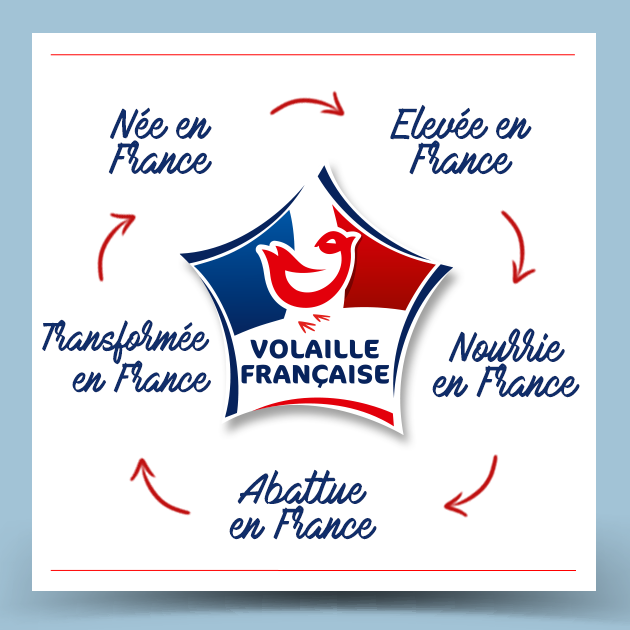 Née en
France
Elevée en
France
Nourrie
en France
Abattue
en France
Transformée
en France
VOLAILLE
FRANÇAISE